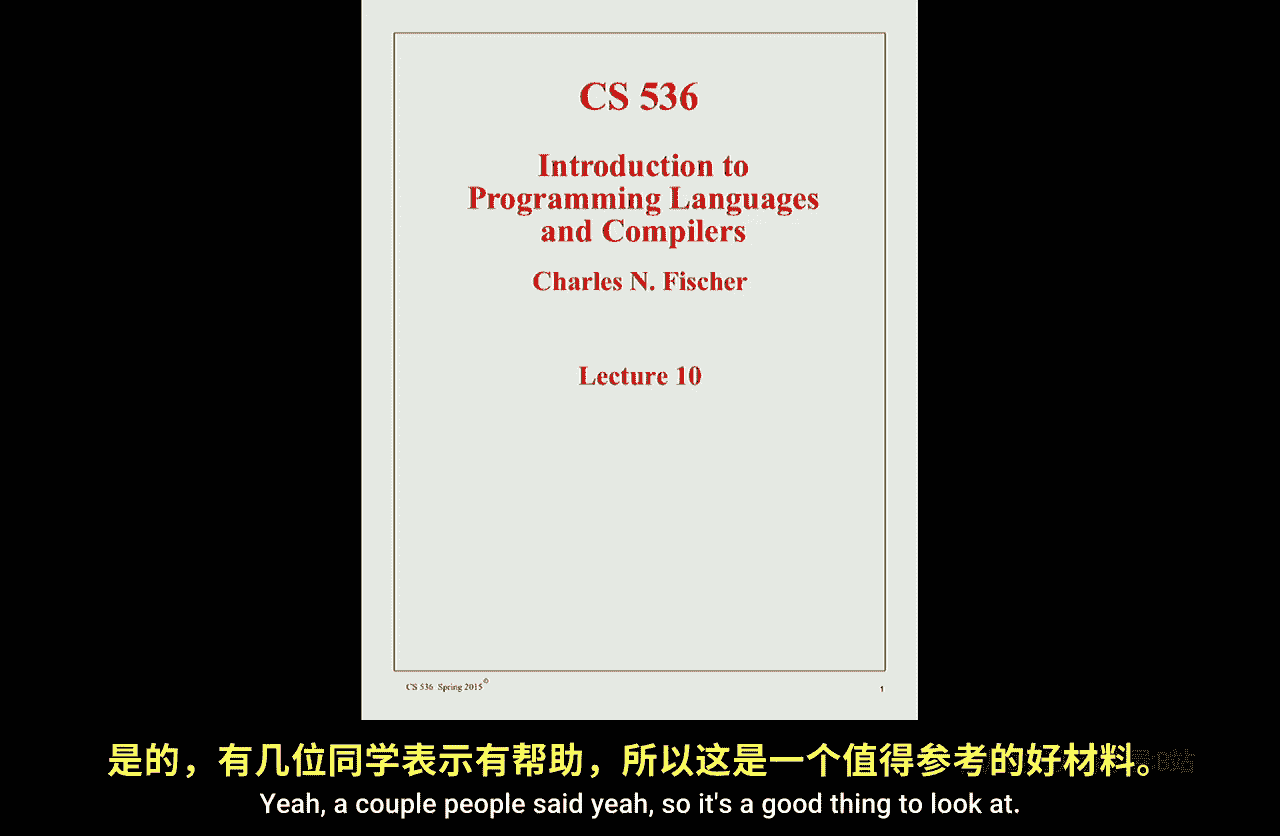 CS 536
Introduction to
Programming Languages
and Compilers
Charles N. Fischer
Lecture 10
CS 536 Spring 2015©
1
是的，有几位同学表示有帮助，所以这是一个值得参考的好材料。
Yeah, a couple people said yeah, so it's a good thing to look at.